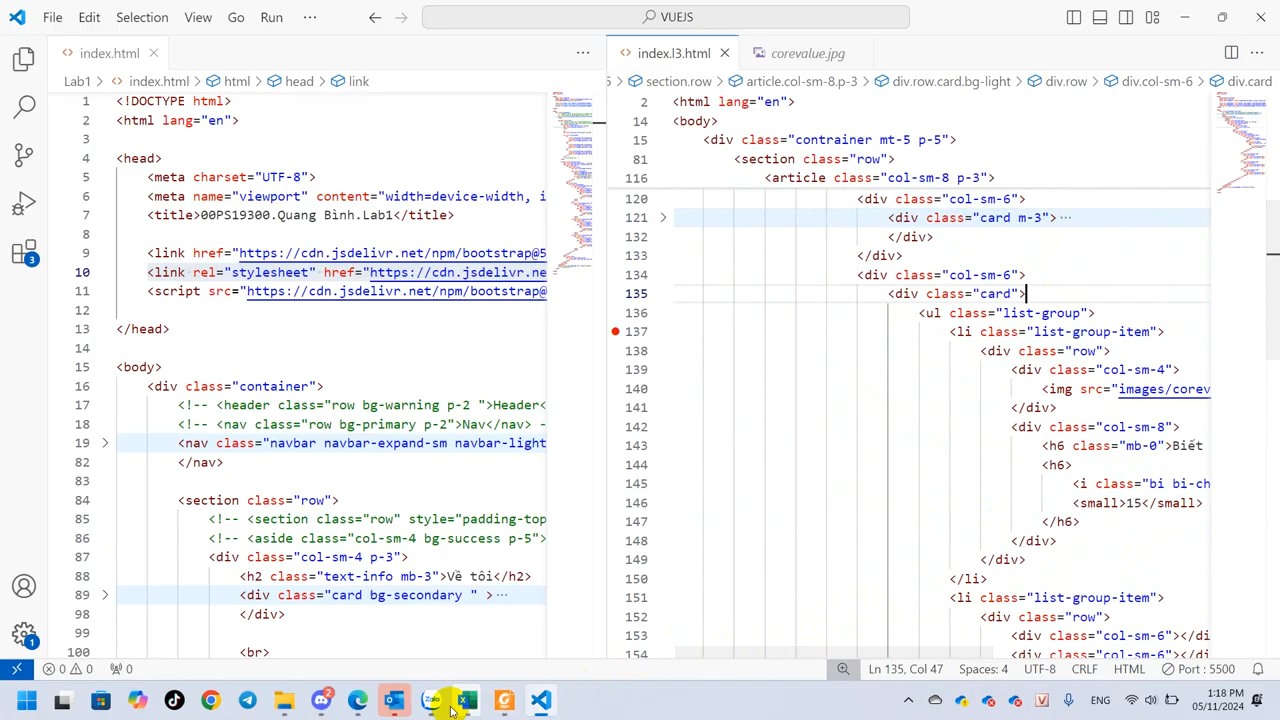 File Edit Selection View Go Run ··· VUEJS
index.html
Lab1 > index.html > html > head > link
1 <!DOCTYPE html>
2 <html lang="en">
3
4 <head>
5 <meta charset="UTF-8">
6 <meta name="viewport" content="width=device-width, i
7 <title>00PS19300.Quang Binh.Lab1</title>
8
9 <link href="https://cdn.jsdelivr.net/npm/bootstrap@5
10 <link rel="stylesheet" href="https://cdn.jsdelivr.ne
11 <script src="https://cdn.jsdelivr.net/npm/bootstrap@
12
13 </head>
14
15 <body>
16 <div class="container">
17 <!-- <header class="row bg-warning p-2 ">Header<
18 <!-- <nav class="row bg-primary p-2">Nav</nav> -
19 <nav class="navbar navbar-expand-sm navbar-light
82 </nav>
83
84 <section class="row">
85 <!-- <section class="row" style="padding-top
86 <!-- <aside class="col-sm-4 bg-success p-5">
87 <div class="col-sm-4 p-3">
88 <h2 class="text-info mb-3">Về tôi</h2>
89 <div class="card bg-secondary " > ···
98 </div>
99
100 <br>
index.l3.html corevalue.jpg
5 > section.row > article.col-sm-8.p-3 > div.row.card.bg-light > div.row > div.col-sm-6 > div.card
2 <html lang="en">
14 <body>
15 <div class="contrainer mt-5 p-5">
81 <section class="row">
116 <article class="col-sm-8 p-3">
120 <div class="col-sm-6">
121 <div class="card m-3"> ···
132 </div>
133 </div>
134 <div class="col-sm-6">
135 <div class="card">
136 <ul class="list-group">
137 <li class="list-group-item">
138 <div class="row">
139 <div class="col-sm-4">
140 <img src="images/corev
141 </div>
142 <div class="col-sm-8">
143 <h6 class="mb-0">Biết
144 <h6>
145 <i class="bi bi-ch
146 <small>15</small>
147 </h6>
148 </div>
149 </div>
150 </li>
151 <li class="list-group-item">
152 <div class="row">
153 <div class="col-sm-6"></di
154 <div class="col-sm-6"></di
3
1
0 0 0 Ln 135, Col 47 Spaces: 4 UTF-8 CRLF HTML Port : 5500
2 Zalo ENG 1:18 PM
05/11/2024